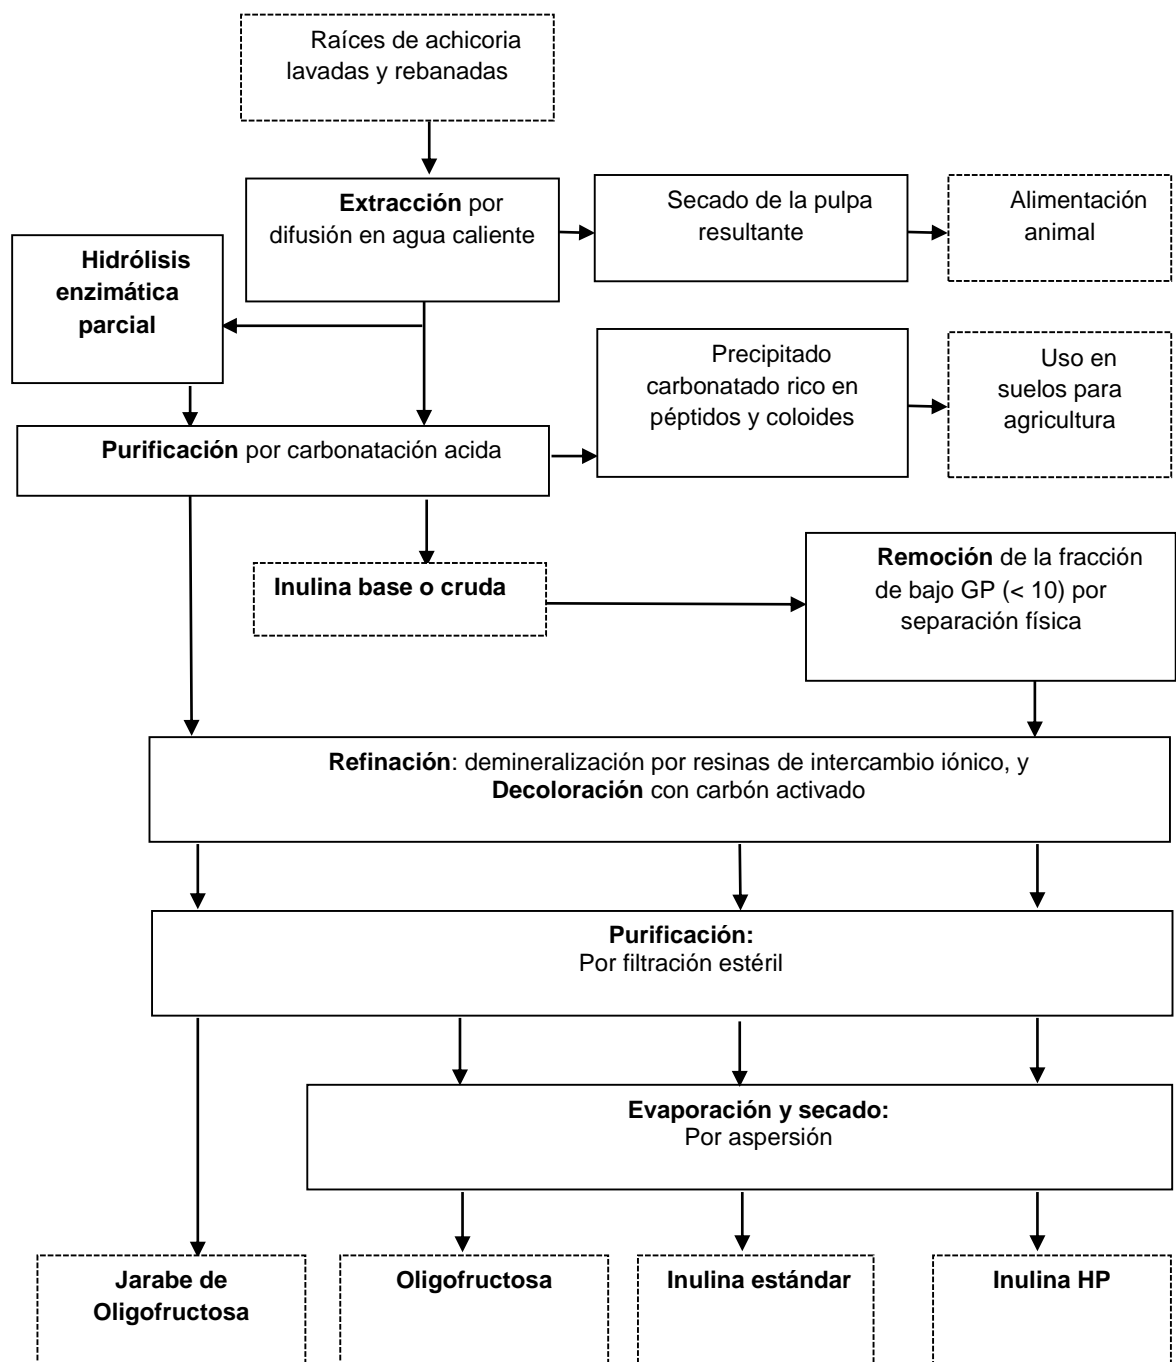 Raíces de achicoria
lavadas y rebanadas
Extracción por
difusión en agua caliente
Secado de la pulpa
resultante
Alimentación
animal
Hidrólisis
enzimática
parcial
Precipitado
carbonatado rico en
péptidos y coloides
Uso en
suelos para
agricultura
Purificación por carbonatación acida
Inulina base o cruda
Remoción de la fracción
de bajo GP (< 10) por
separación física
Refinación: demineralización por resinas de intercambio iónico, y
Decoloración con carbón activado
Purificación:
Por filtración estéril
Evaporación y secado:
Por aspersión
Jarabe de
Oligofructosa
Oligofructosa
Inulina estándar
Inulina HP